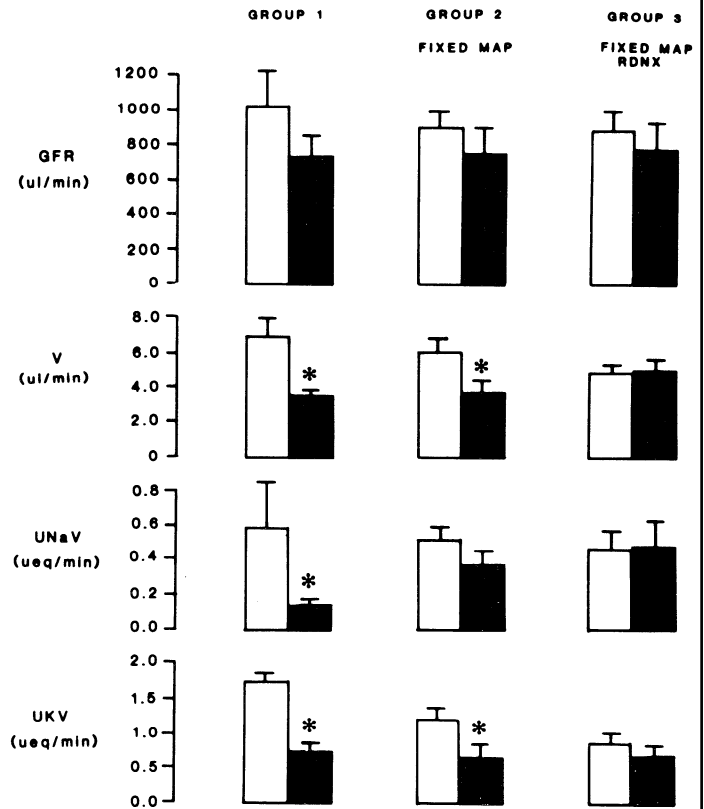 GROUP 1 GROUP 2 GROUP 3
FIXED MAP FIXED MAP
RDNX
GFR
(ul/min)
1200
1000
800
600
400
200
0
V
(ul/min)
8.0
6.0
4.0
2.0
0
* *
UNaV
(ueq/min)
0.8
0.6
0.4
0.2
0.0
*
UKV
(ueq/min)
2.0
1.5
1.0
0.5
0.0
* *